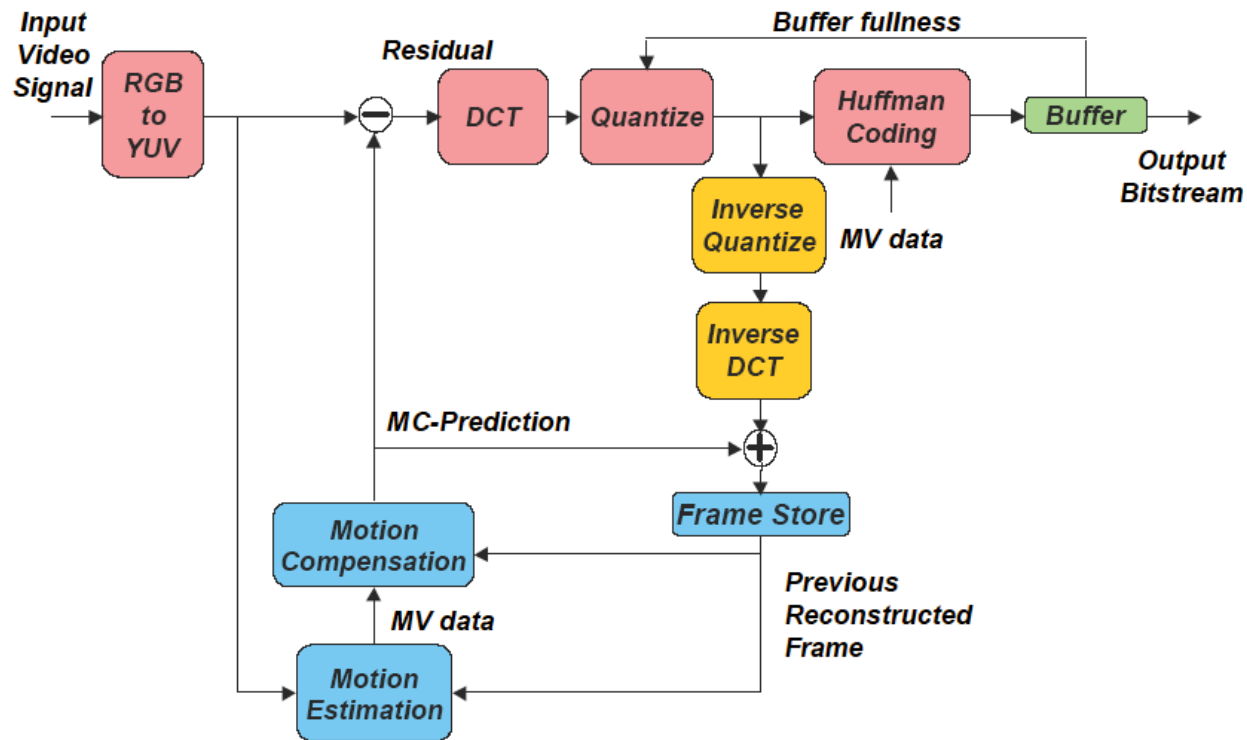 Input
Video
Signal
Buffer fullness
Residual
RGB
to
YUV
DCT
Quantize
Huffman
Coding
Buffer
Output
Bitstream
Inverse
Quantize
MV data
Inverse
DCT
MC-Prediction
Frame Store
Motion
Compensation
Previous
Reconstructed
Frame
MV data
Motion
Estimation